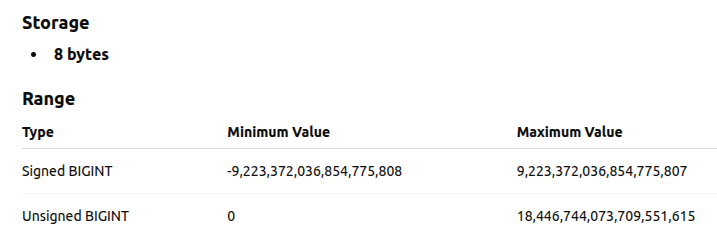 Storage
• 8 bytes
Range
Type Minimum Value Maximum Value
Signed BIGINT -9,223,372,036,854,775,808 9,223,372,036,854,775,807
Unsigned BIGINT 0 18,446,744,073,709,551,615